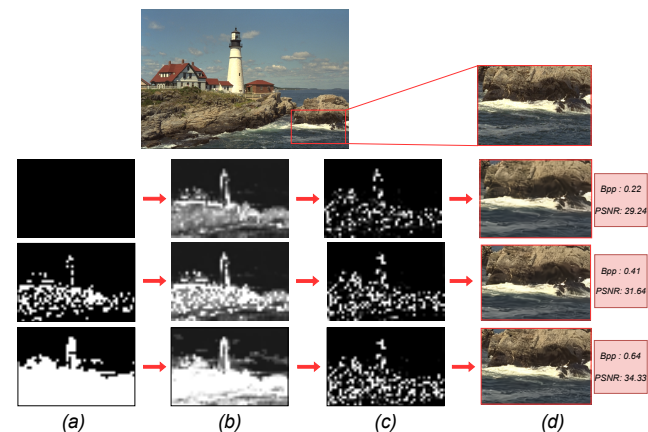 Bpp : 0.22
PSNR: 29.24
Bpp : 0.41
PSNR: 31.64
Bpp : 0.64
PSNR: 34.33
(a) (b) (c) (d)